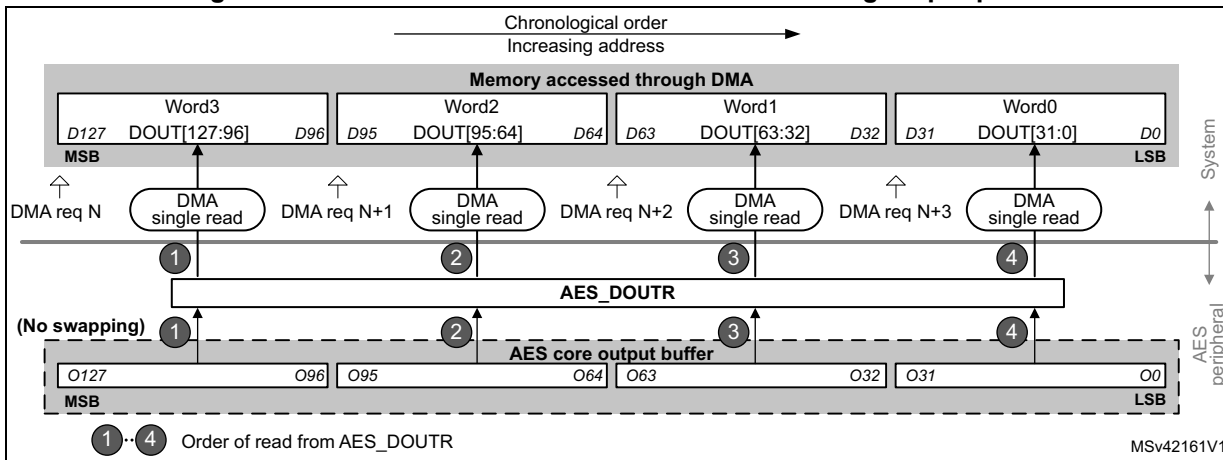 Chronological order
Increasing address
Memory accessed through DMA
Word3 Word2 Word1 Word0
D127 DOUT[127:96] D96 D95 DOUT[95:64] D64 D63 DOUT[63:32] D32 D31 DOUT[31:0] D0
MSB LSB
System
DMA req N DMA single read DMA req N+1 DMA single read DMA req N+2 DMA single read DMA req N+3 DMA single read
1 2 3 4
AES_DOUTR
(No swapping)
1 2 3 4
AES peripheral
AES core output buffer
O127 O96 O95 O64 O63 O32 O31 O0
MSB LSB
1··4 Order of read from AES_DOUTR
MSv42161V1